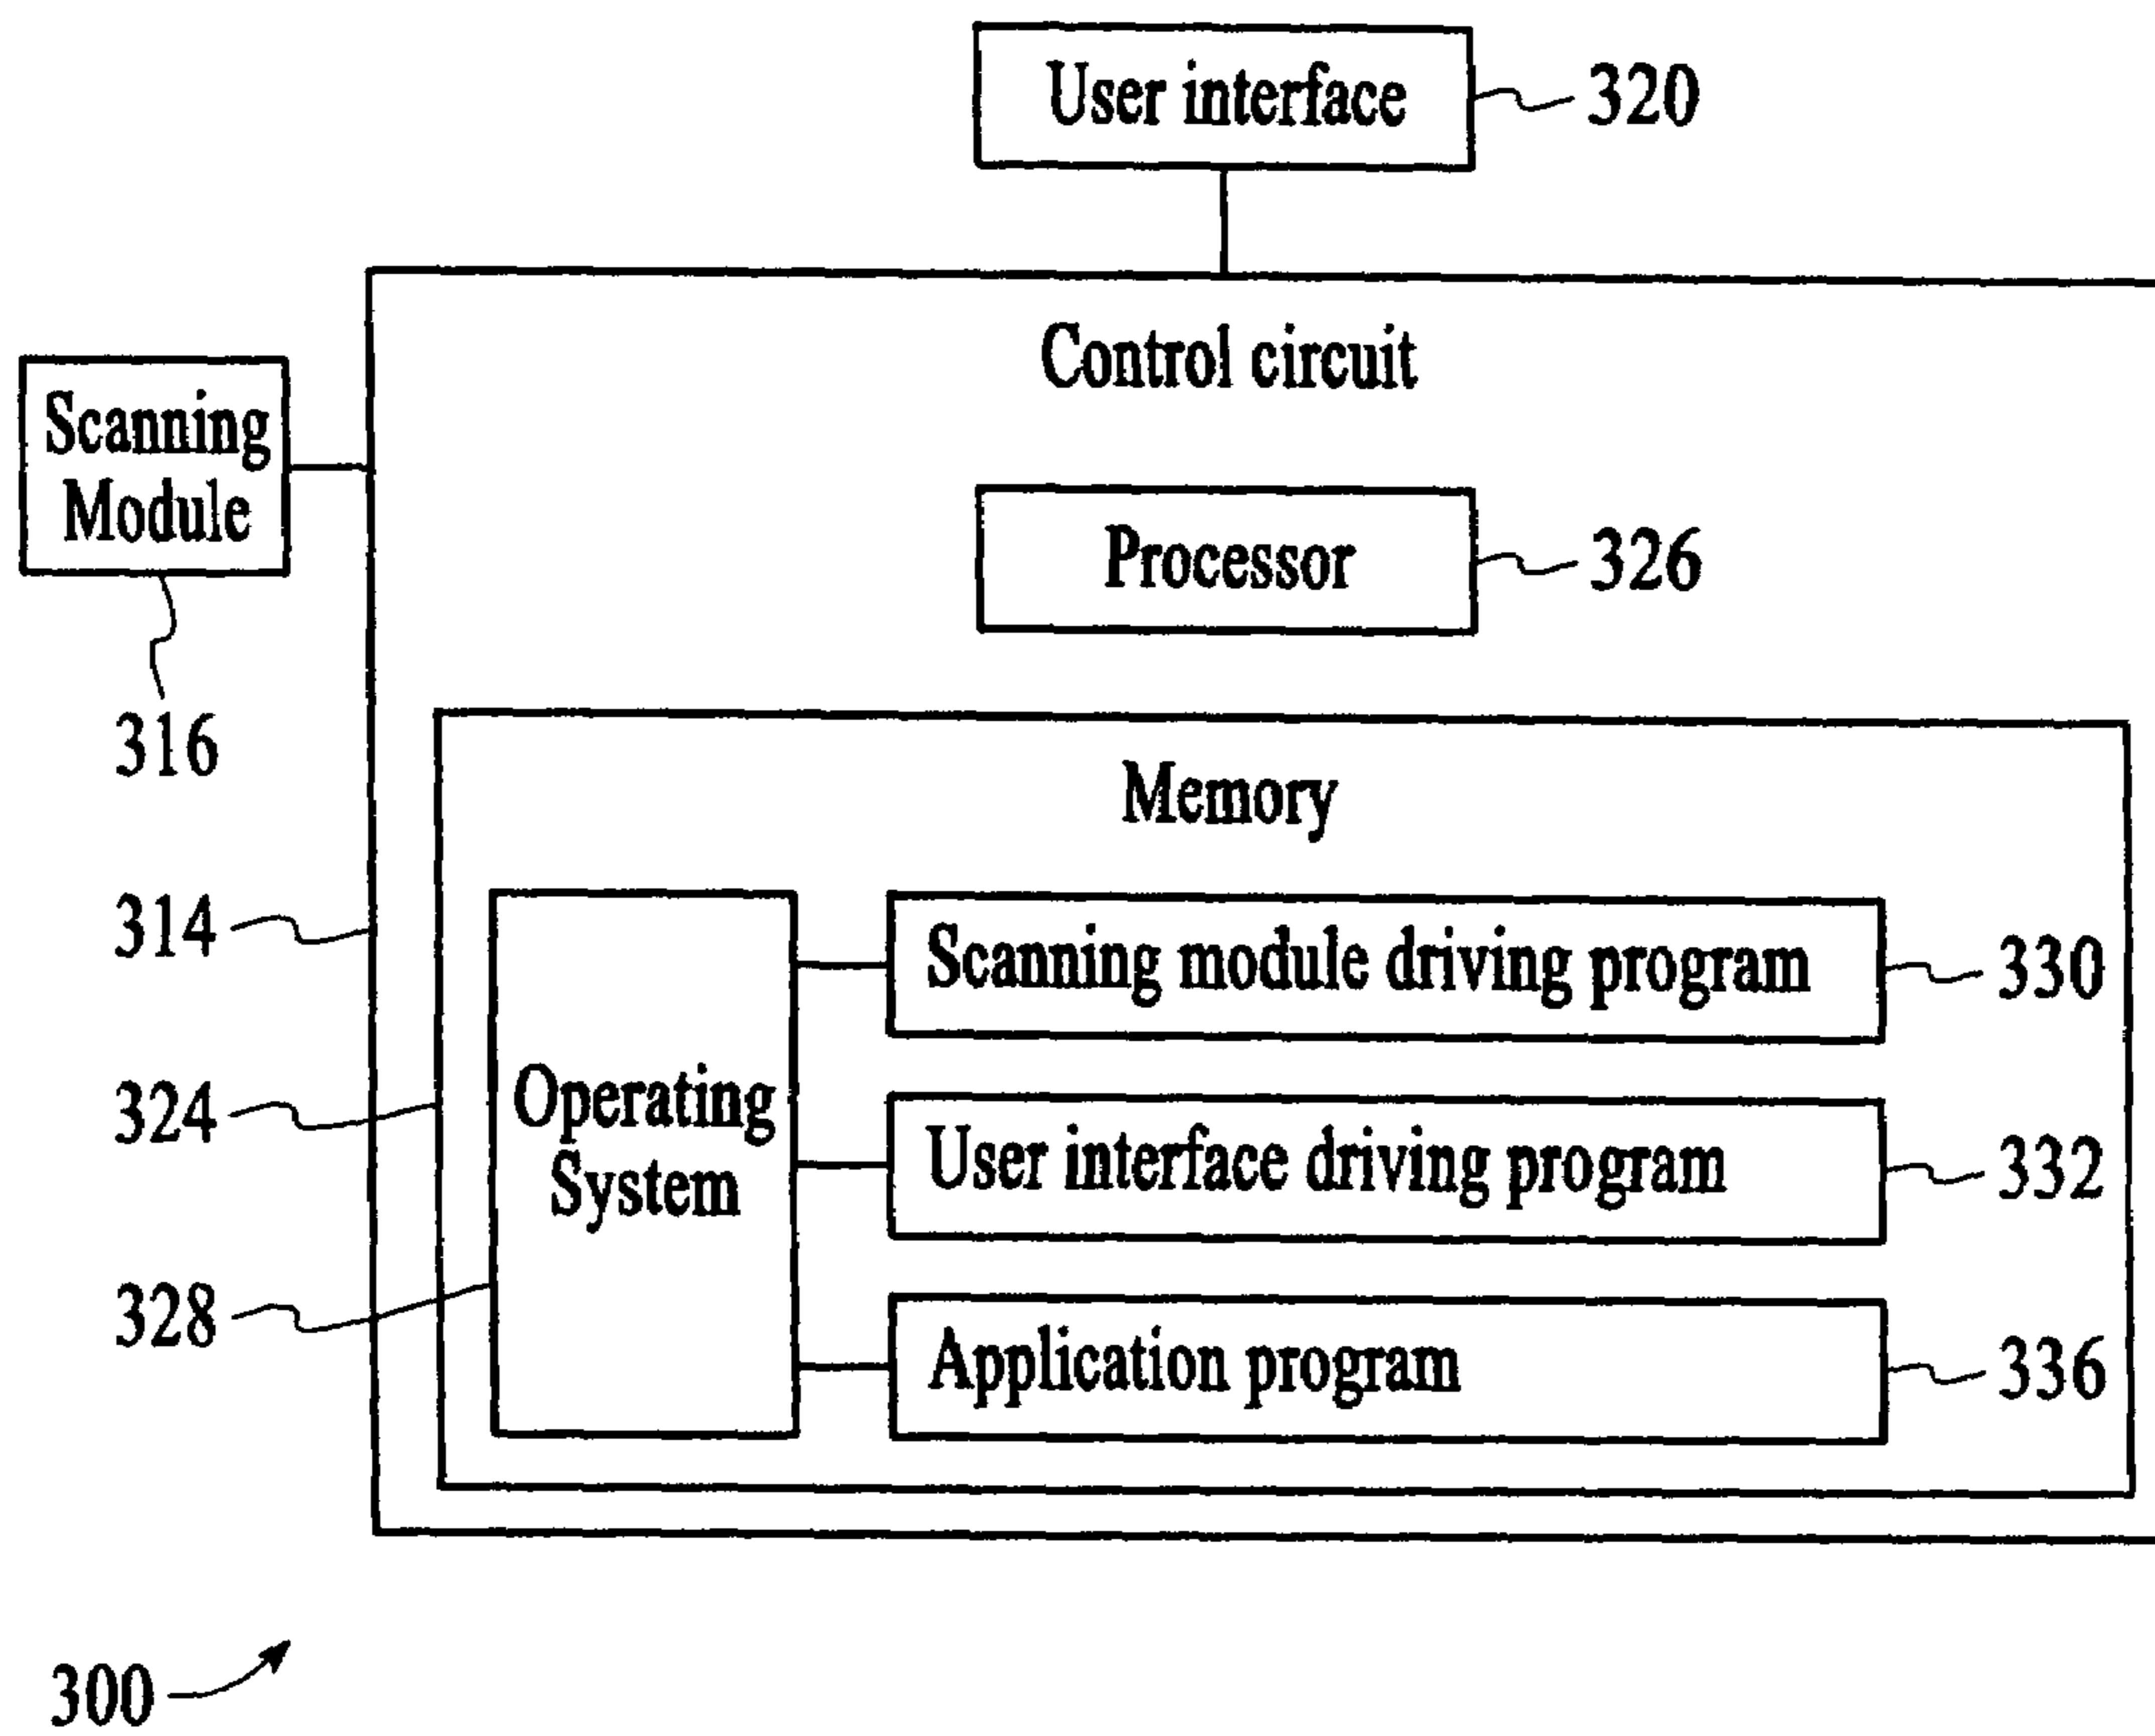 User interface
320
Control circuit
Scanning
Module
Processor
326
316
Memory
314
Scanning module driving program
330
Operating
System
324
User interface driving program
332
328
Application program
336
300